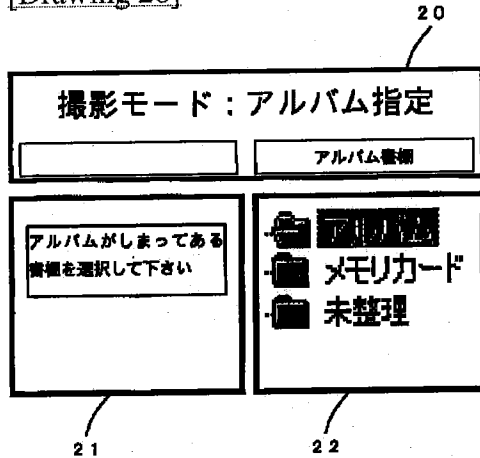 [Drawing 20]
20
撮影モード：アルバム指定
アルバム書棚
アルバムがしまってある
書棚を選択して下さい
メモリカード
未整理
21
22